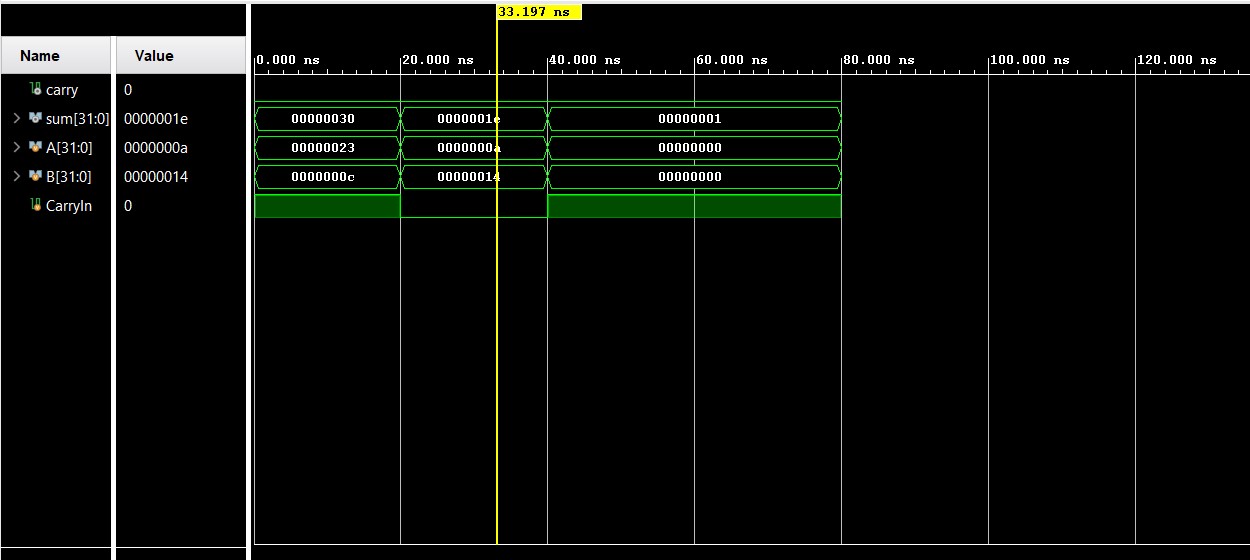 33.197 ns
Name Value
0.000 ns 20.000 ns 40.000 ns 60.000 ns 80.000 ns 100.000 ns 120.000 ns
carry 0
sum[31:0] 0000001e 00000030 0000001e 00000001
A[31:0] 0000000a 00000023 0000000a 00000000
B[31:0] 00000014 0000000c 00000014 00000000
CarryIn 0